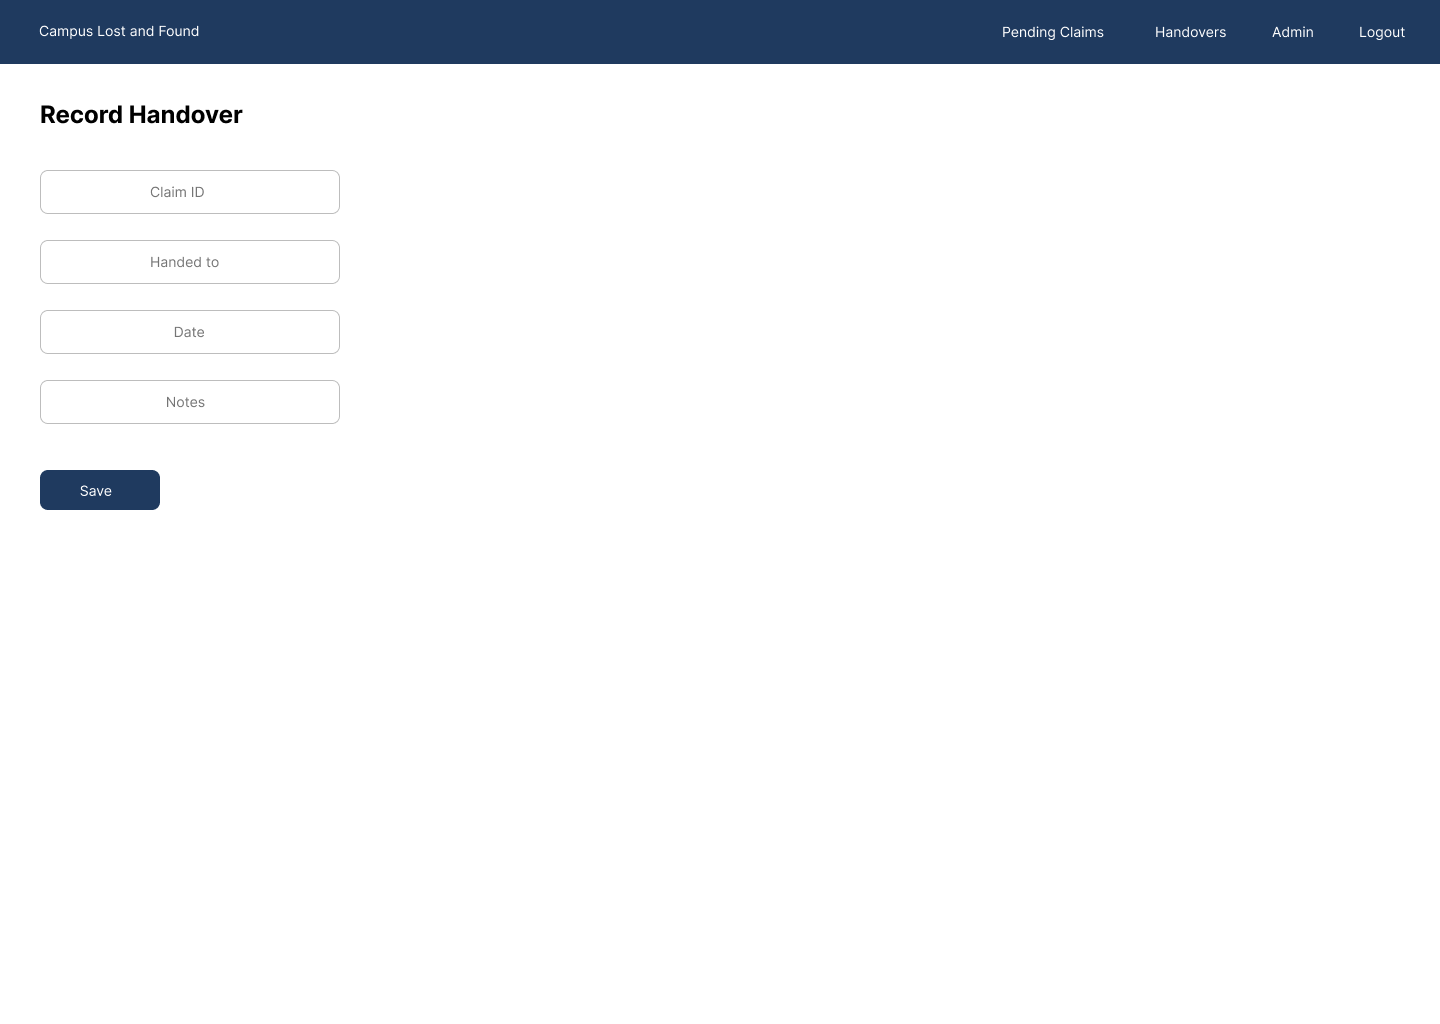 Campus Lost and Found
Pending Claims
Handovers
Admin
Logout
Record Handover
Claim ID
Handed to
Date
Notes
Save